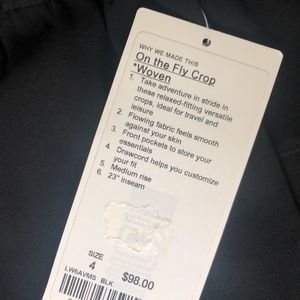 WHY WE MADE THIS
On the Fly Crop
*Woven
1. Take adventure in stride in
these relaxed-fitting versatile
crops, ideal for travel and
leisure
2. Flowing fabric feels smooth
against your skin
3. Front pockets to store your
essentials
4. Drawcord helps you customize
your fit
5. Medium rise
6. 23" inseam
SIZE
4
$98.00
LW6AVMS BLK